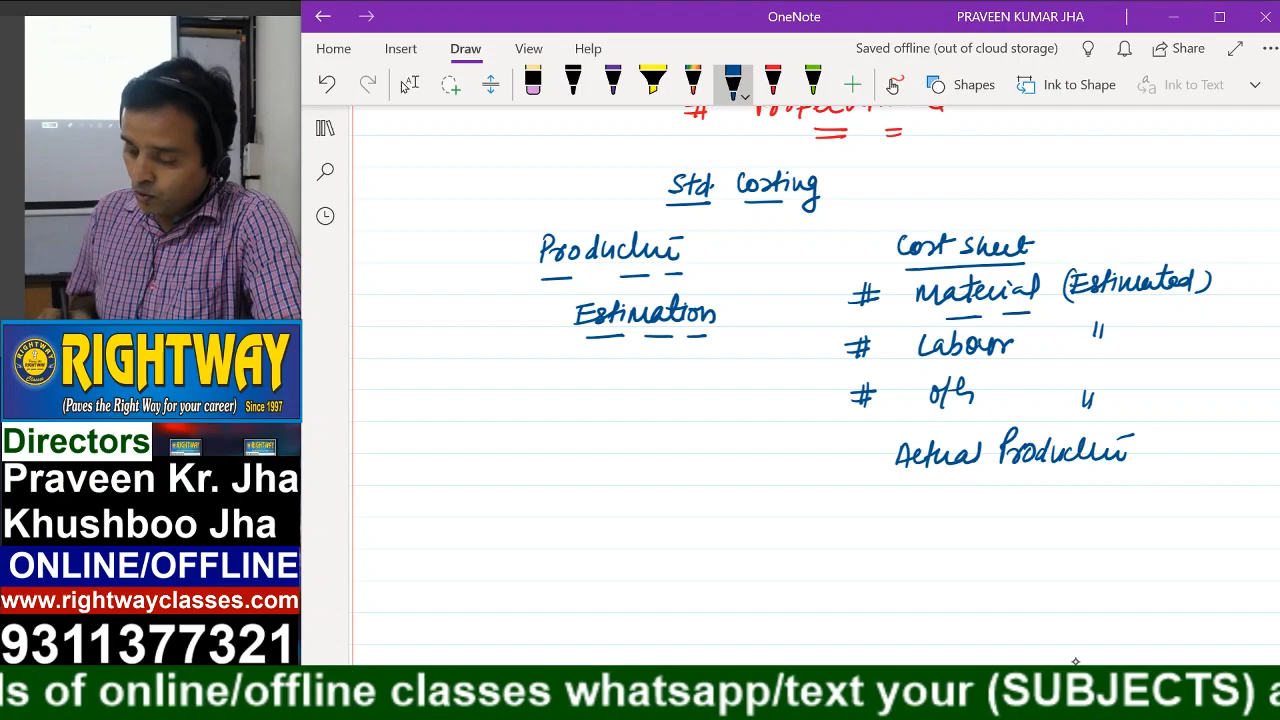 OneNote
PRAVEEN KUMAR JHA
Home Insert Draw View Help
Saved offline (out of cloud storage)
Share
Shapes
Ink to Shape
Ink to Text
#
Std. Costing
Production
Estimation
Cost sheet
# Material (Estimated)
# Labour "
# O/H "
Actual Production
RIGHTWAY
(Paves the Right Way for your career) Since 1997
Directors
Praveen Kr. Jha
Khushboo Jha
ONLINE/OFFLINE
www.rightwayclasses.com
9311377321
ls of online/offline classes whatsapp/text your (SUBJECTS) a